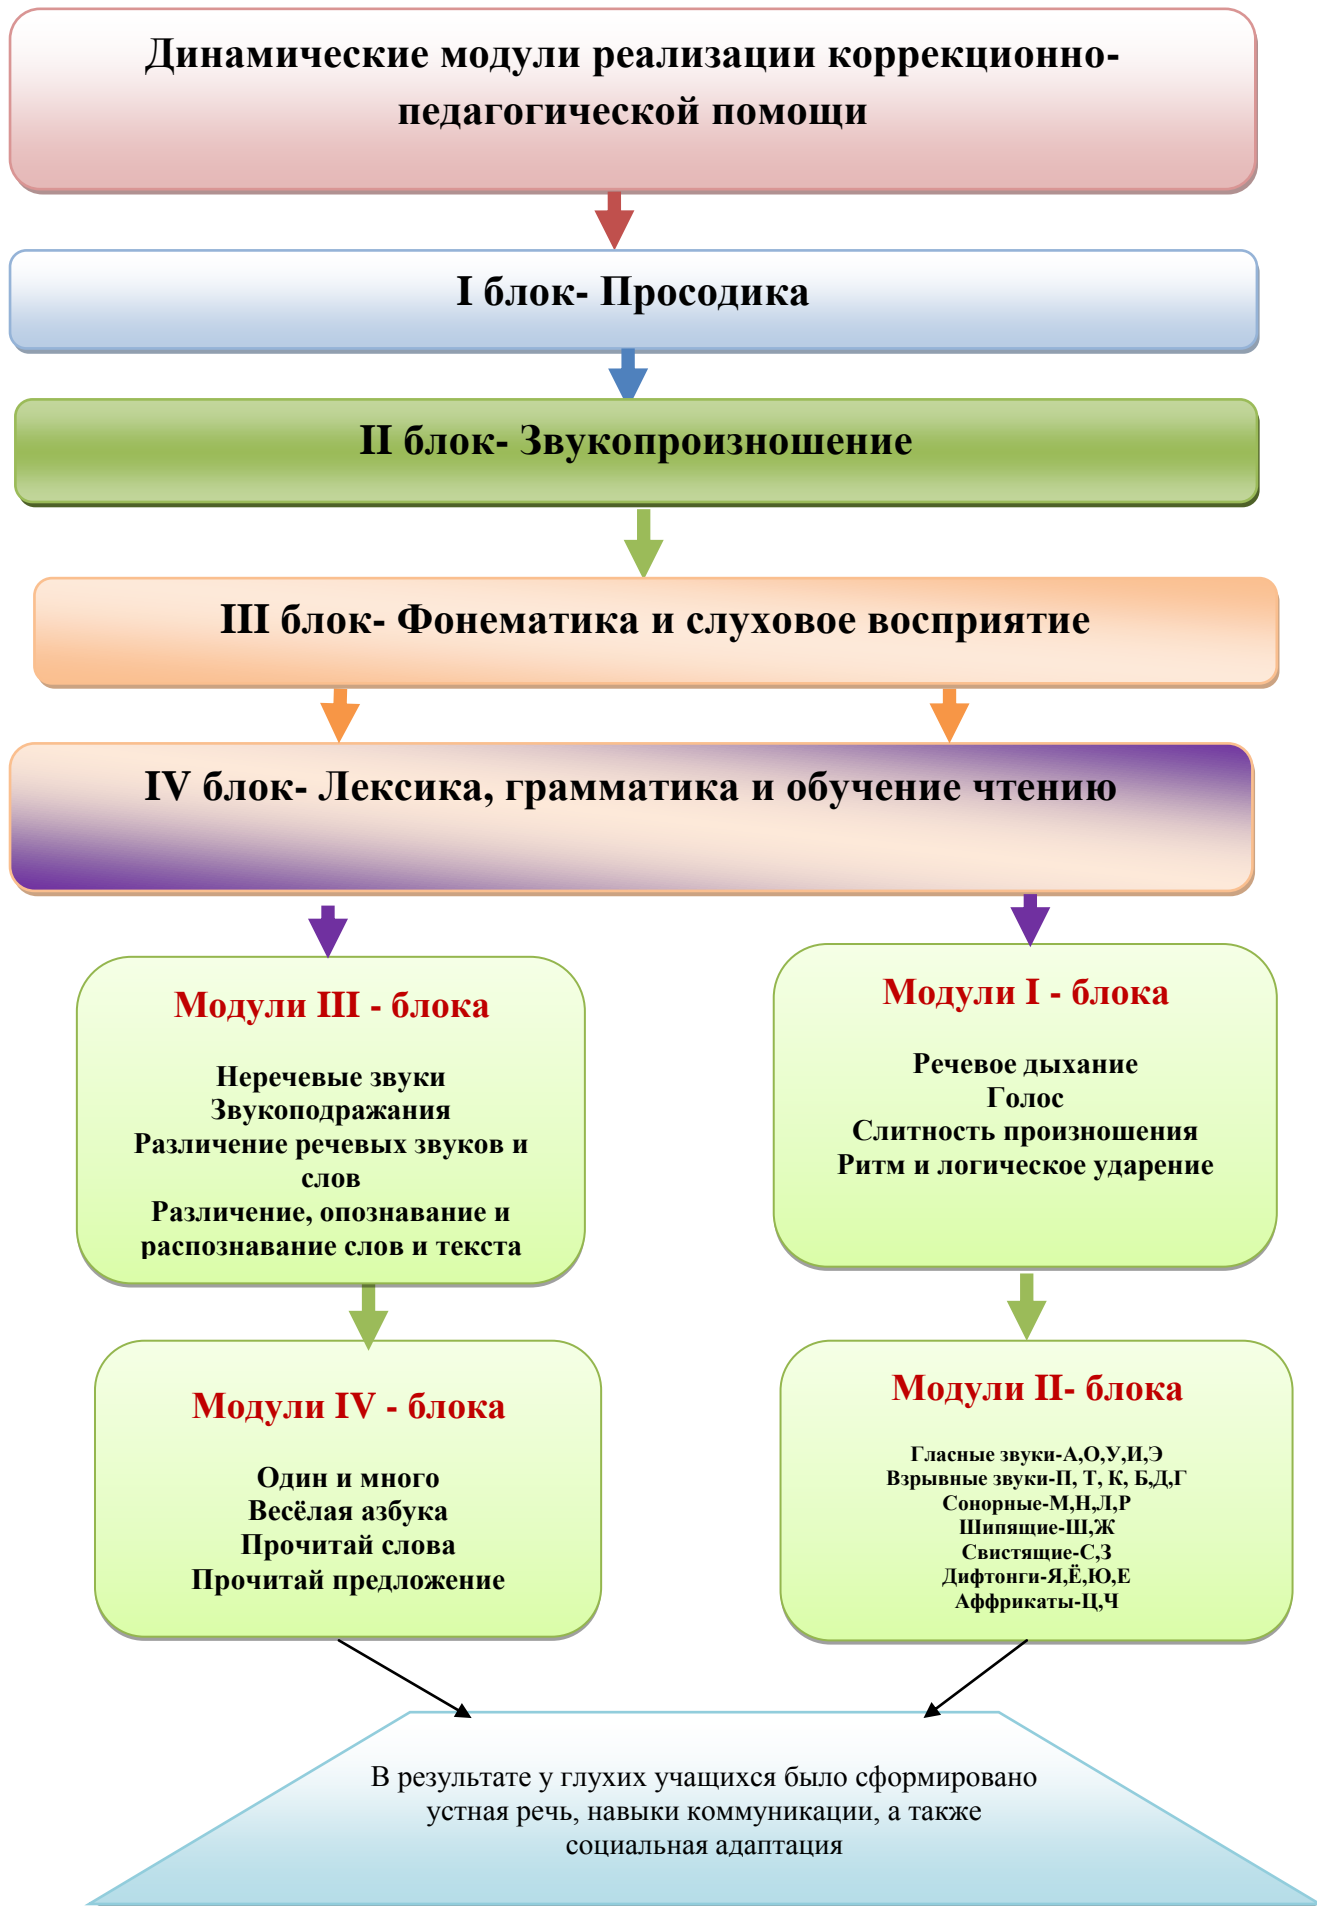 Динамические модули реализации коррекционно-
педагогической помощи
I блок- Просодика
II блок- Звукопроизношение
III блок- Фонематика и слуховое восприятие
IV блок- Лексика, грамматика и обучение чтению
Модули III - блока
Неречевые звуки
Звукоподражания
Различение речевых звуков и
слов
Различение, опознавание и
распознавание слов и текста
Модули I - блока
Речевое дыхание
Голос
Слитность произношения
Ритм и логическое ударение
Модули IV - блока
Один и много
Весёлая азбука
Прочитай слова
Прочитай предложение
Модули II- блока
Гласные звуки-А,О,У,И,Э
Взрывные звуки-П, Т, К, Б,Д,Г
Сонорные-М,Н,Л,Р
Шипящие-Ш,Ж
Свистящие-С,З
Дифтонги-Я,Ё,Ю,Е
Аффрикаты-Ц,Ч
В результате у глухих учащихся было сформировано
устная речь, навыки коммуникации, а также
социальная адаптация